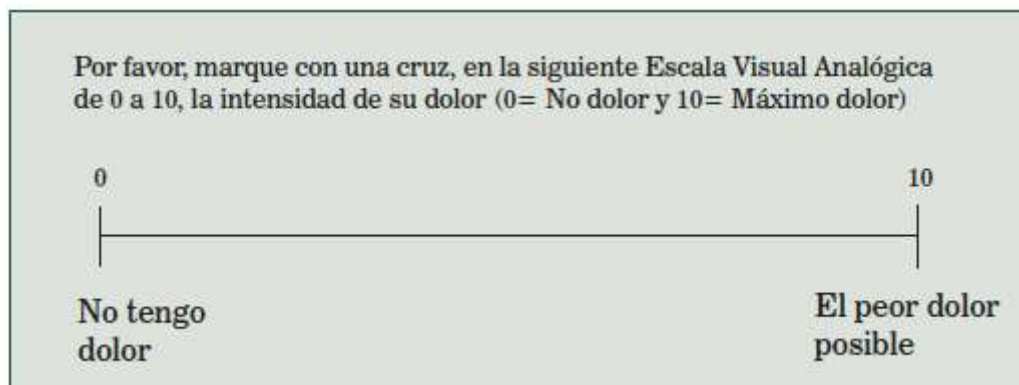 Por favor, marque con una cruz, en la siguiente Escala Visual Analógica
de 0 a 10, la intensidad de su dolor (0= No dolor y 10= Máximo dolor)
0
10
No tengo
dolor
El peor dolor
posible